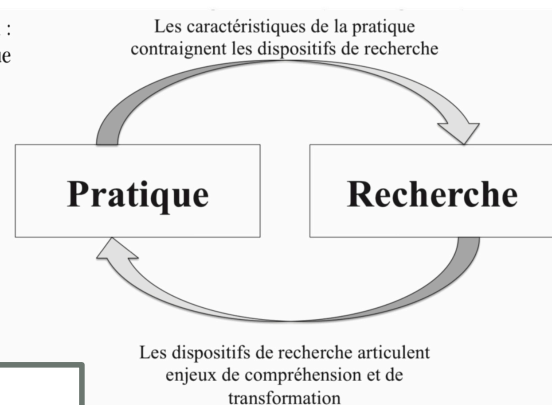 Les caractéristiques de la pratique
contraignent les dispositifs de recherche
Pratique
Recherche
Les dispositifs de recherche articulent
enjeux de compréhension et de
transformation